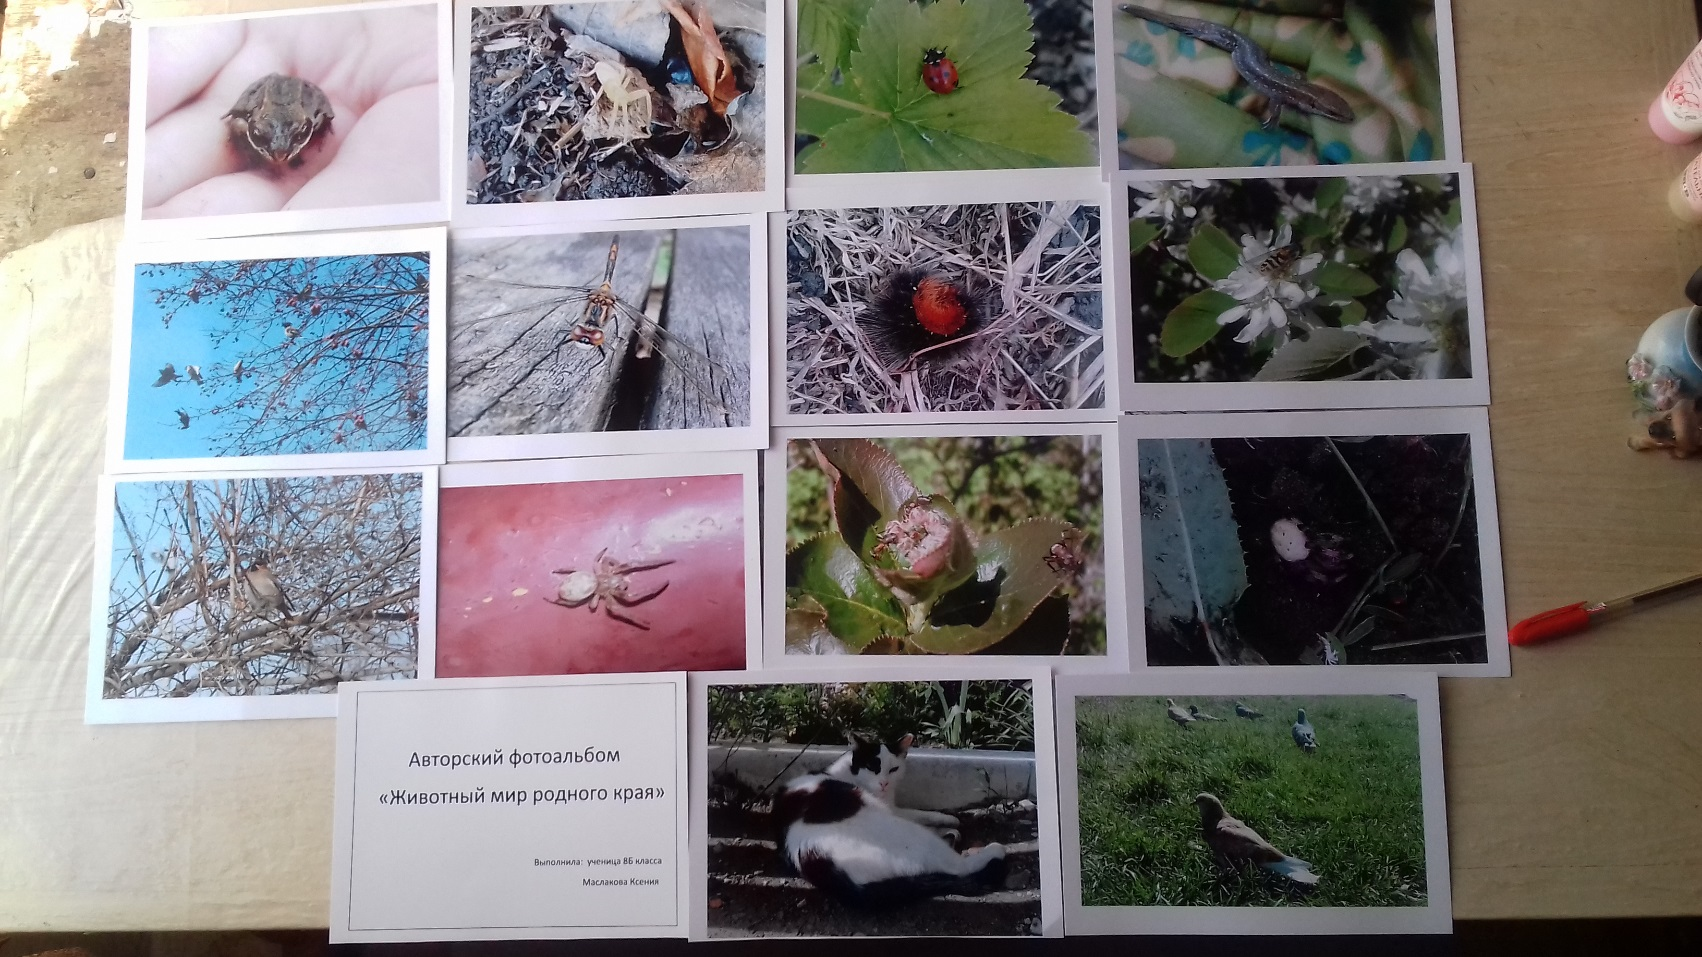 Авторский фотоальбом
«Животный мир родного края»
Выполнила: ученица 8Б класса
Маслакова Ксения